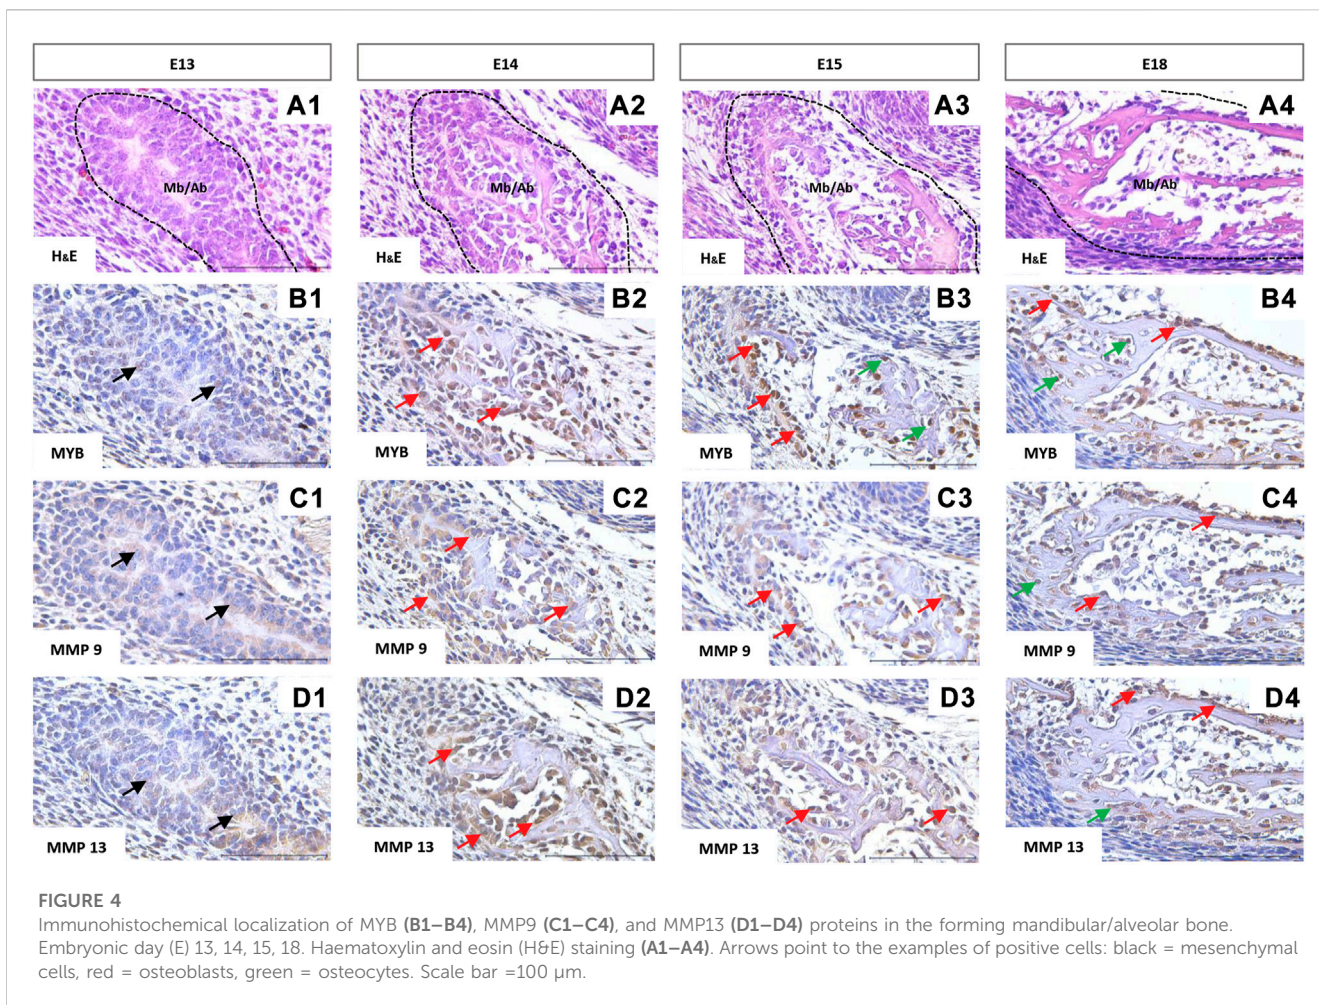 E13
E14
E15
E18
A1
A2
A3
A4
Mb/Ab
Mb/Ab
Mb/Ab
Mb/Ab
H&E
H&E
H&E
H&E
B1
B2
B3
B4
MYB
MYB
MYB
MYB
C1
C2
C3
C4
MMP 9
MMP 9
MMP 9
MMP 9
D1
D2
D3
D4
MMP 13
MMP 13
MMP 13
MMP 13
FIGURE 4
Immunohistochemical localization of MYB (B1–B4), MMP9 (C1–C4), and MMP13 (D1–D4) proteins in the forming mandibular/alveolar bone.
Embryonic day (E) 13, 14, 15, 18. Haematoxylin and eosin (H&E) staining (A1–A4). Arrows point to the examples of positive cells: black = mesenchymal
cells, red = osteoblasts, green = osteocytes. Scale bar =100 µm.